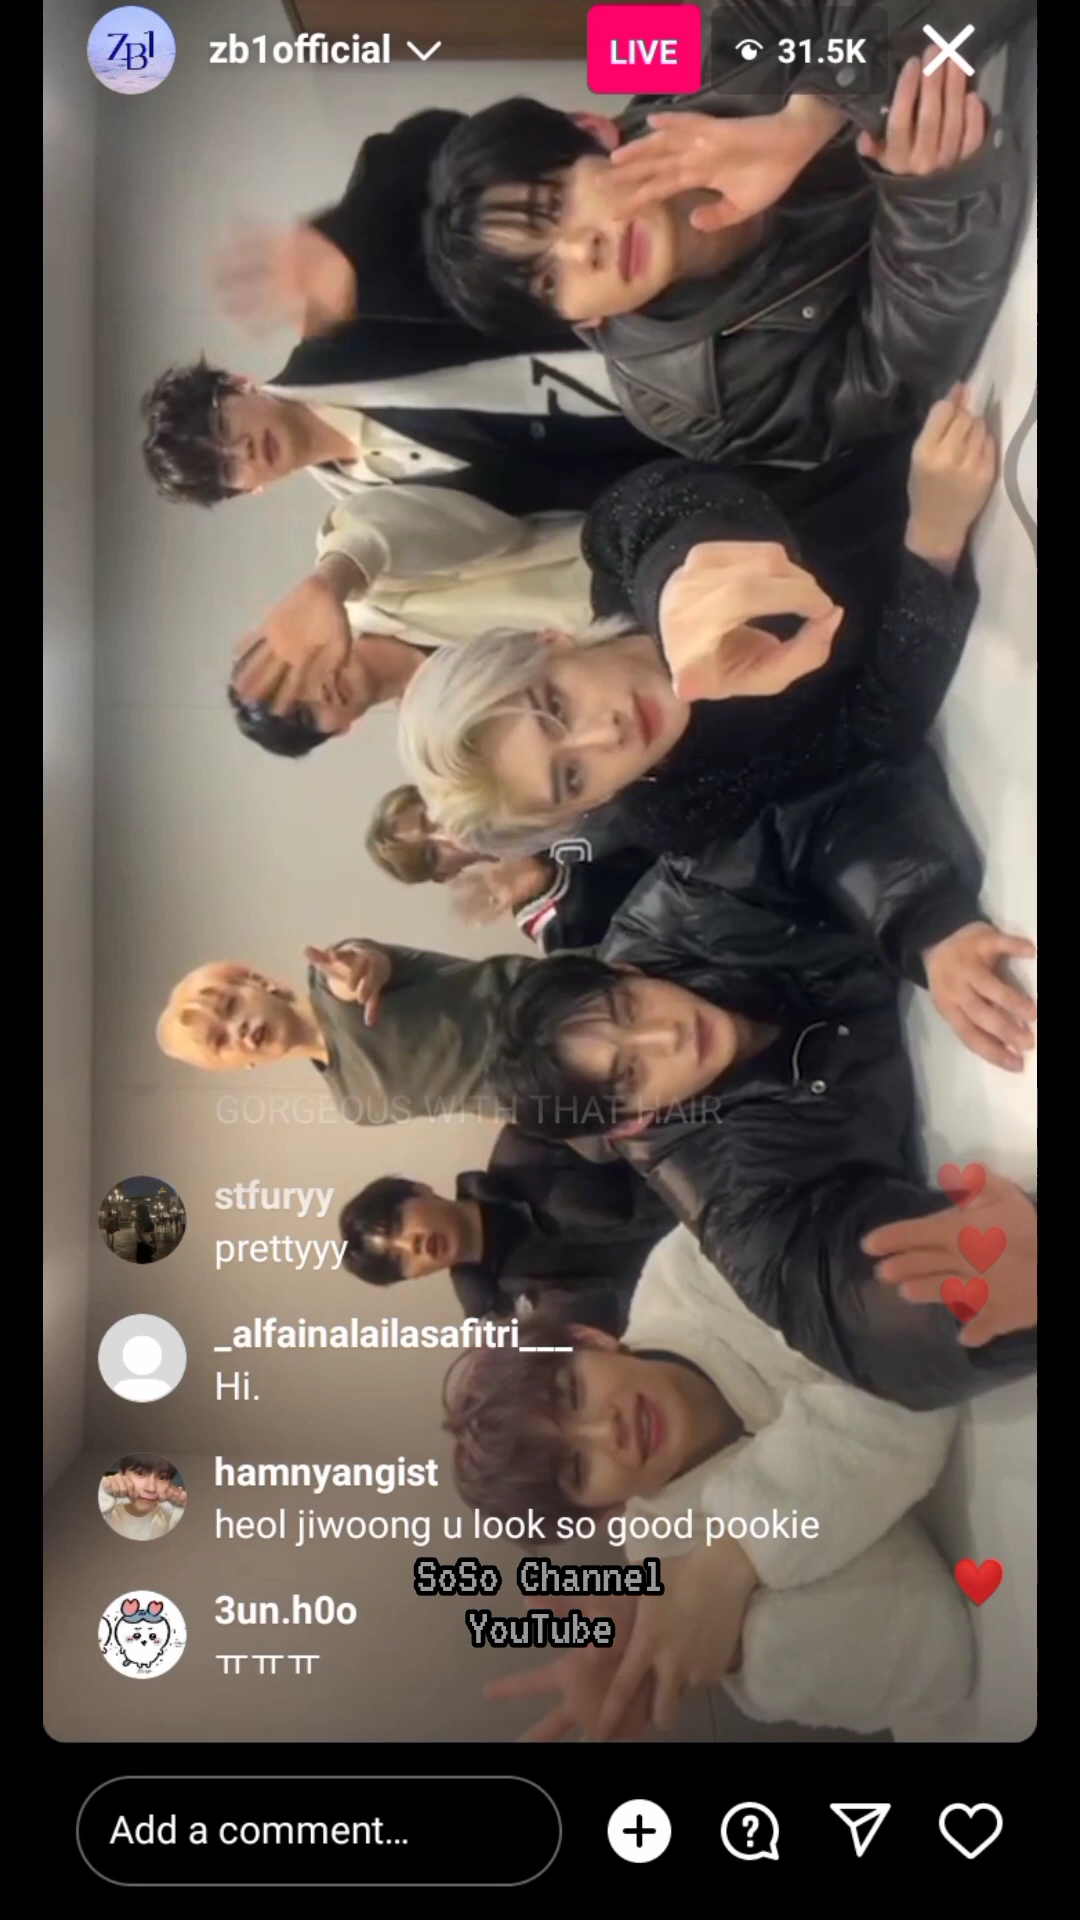 ZB1
zb1official
LIVE
31.5K
GORGEOUS WITH THAT HAIR
stfuryy
prettyyy
_alfainalailasafitri___
Hi.
hamnyangist
heol jiwoong u look so good pookie
SoSo Channel
YouTube
3un.h0o
ㅠㅠㅠ
Add a comment...